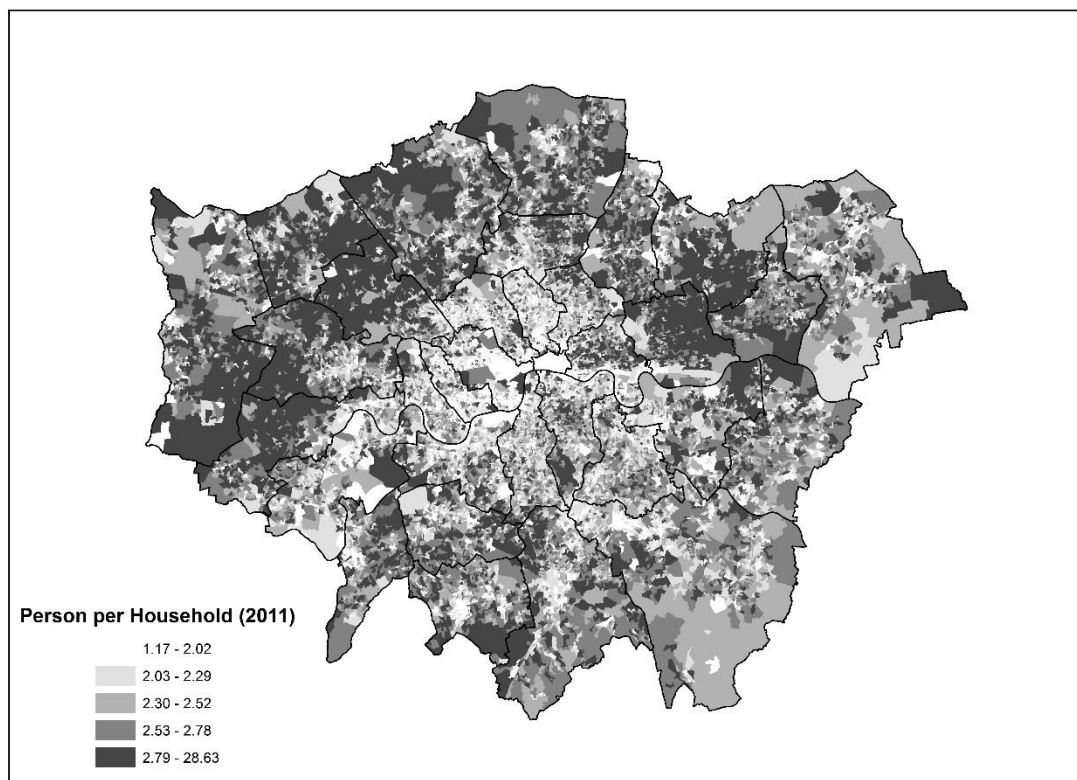 Person per Household (2011)
1.17 - 2.02
2.03 - 2.29
2.30 - 2.52
2.53 - 2.78
2.79 - 28.63